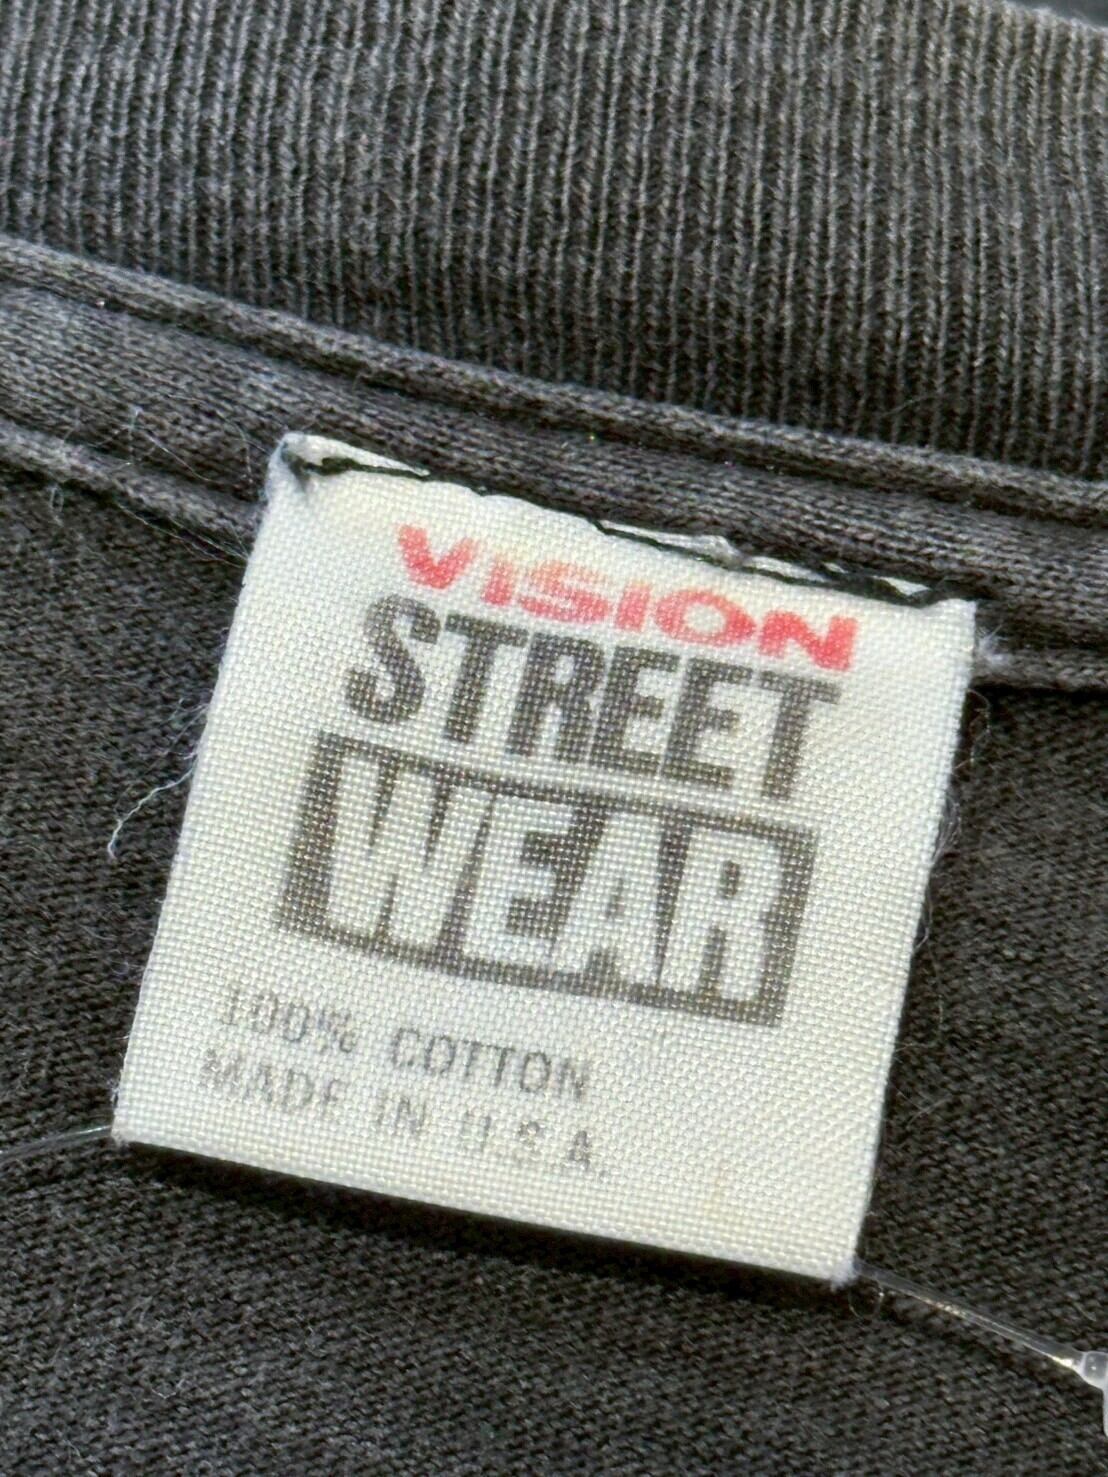 VISION
STREET
WEAR
100% COTTON
MADE IN U.S.A.